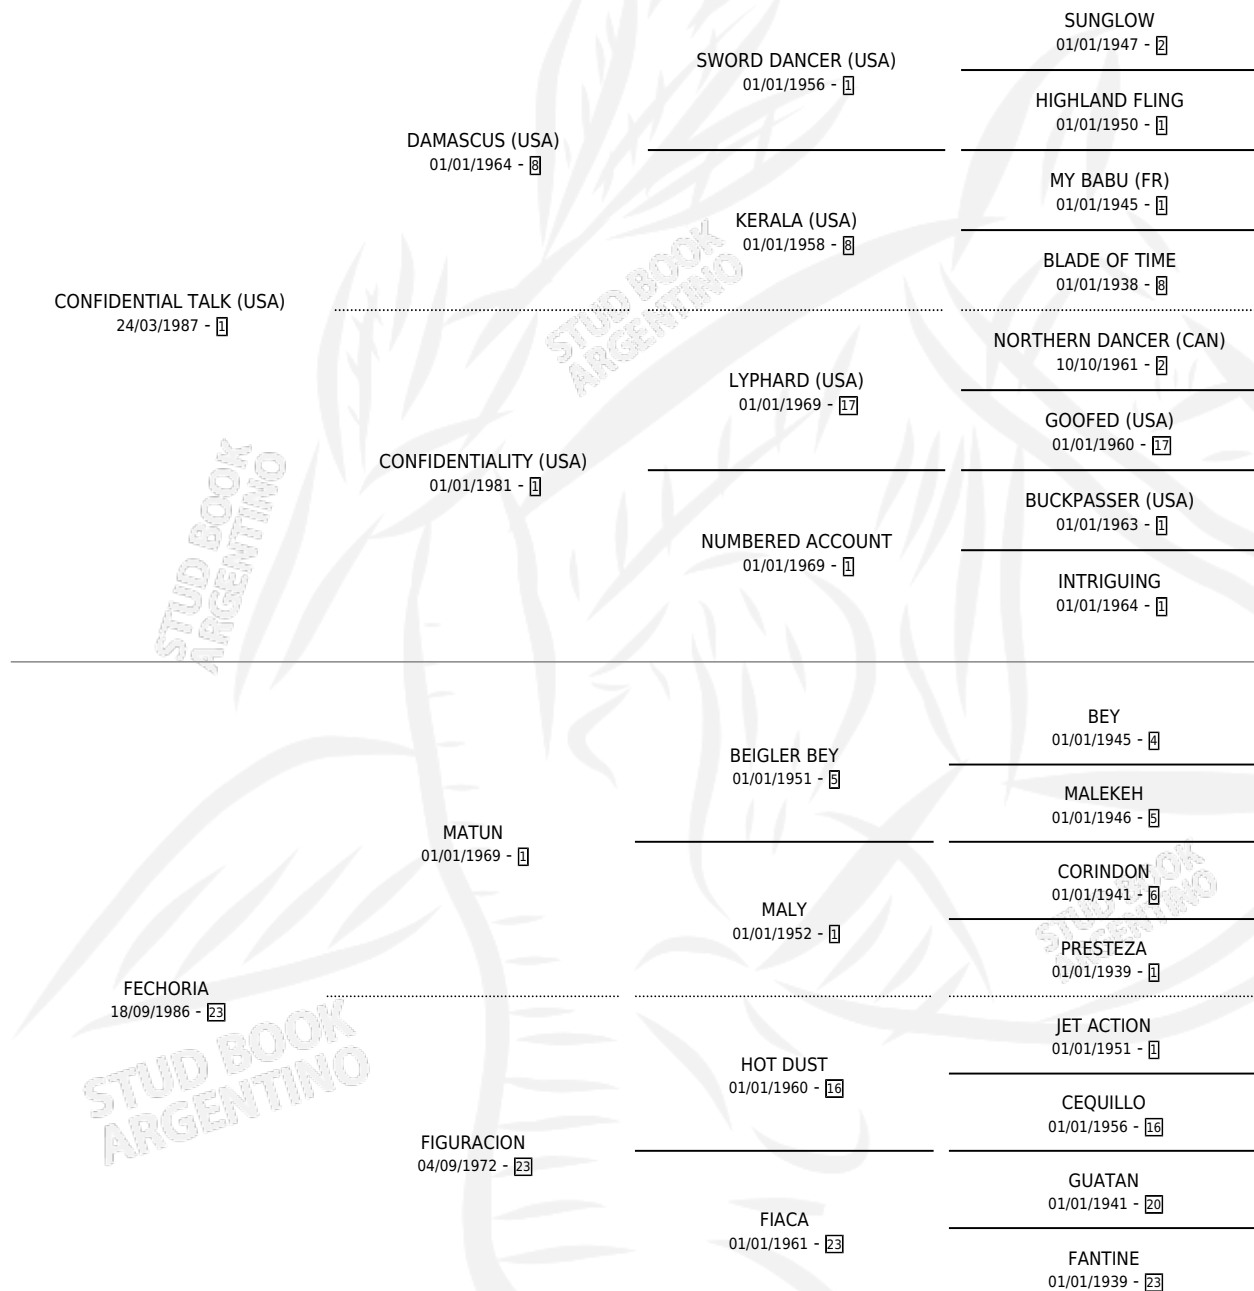 SUNGLOW
01/01/1947 - 2
SWORD DANCER (USA)
01/01/1956 - 1
HIGHLAND FLING
01/01/1950 - 1
DAMASCUS (USA)
01/01/1964 - 8
MY BABU (FR)
01/01/1945 - 1
KERALA (USA)
01/01/1958 - 8
BLADE OF TIME
01/01/1938 - 8
CONFIDENTIAL TALK (USA)
24/03/1987 - 1
NORTHERN DANCER (CAN)
10/10/1961 - 2
LYPHARD (USA)
01/01/1969 - 17
GOOFED (USA)
01/01/1960 - 17
CONFIDENTIALITY (USA)
01/01/1981 - 1
BUCKPASSER (USA)
01/01/1963 - 1
NUMBERED ACCOUNT
01/01/1969 - 1
INTRIGUING
01/01/1964 - 1
BEY
01/01/1945 - 4
BEIGLER BEY
01/01/1951 - 5
MALEKEH
01/01/1946 - 5
MATUN
01/01/1969 - 1
CORINDON
01/01/1941 - 6
MALY
01/01/1952 - 1
PRESTEZA
01/01/1939 - 1
FECHORIA
18/09/1986 - 23
JET ACTION
01/01/1951 - 1
HOT DUST
01/01/1960 - 16
CEQUILLO
01/01/1956 - 16
FIGURACION
04/09/1972 - 23
GUATAN
01/01/1941 - 20
FIACA
01/01/1961 - 23
FANTINE
01/01/1939 - 23
STUD BOOK
ARGENTINO
STUD BOOK
ARGENTINO
STUD BOOK
ARGENTINO
STUD BOOK
ARGENTINO